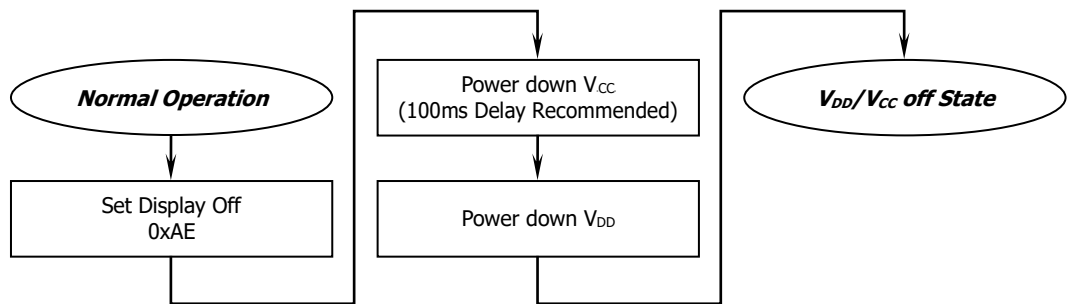 Normal Operation
Set Display Off
0xAE
Power down VCC
(100ms Delay Recommended)
Power down VDD
VDD/VCC off State